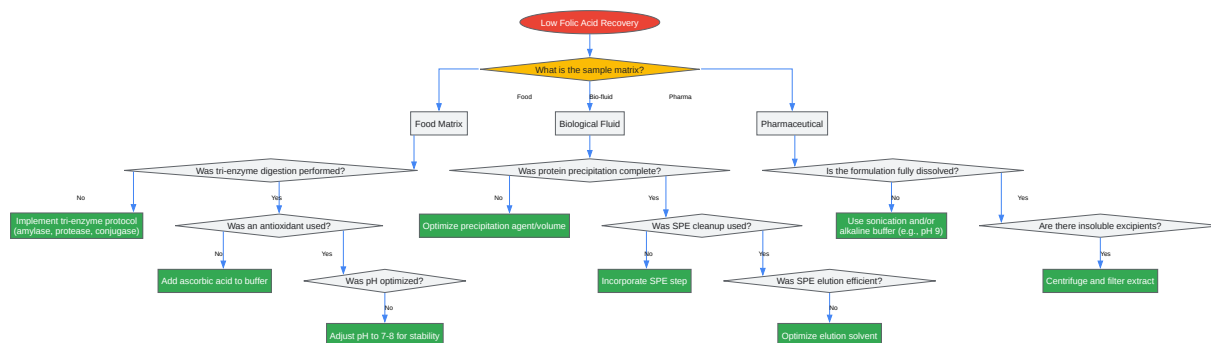 Low Folic Acid Recovery
What is the sample matrix?
Food
Bio-fluid
Pharma
Food Matrix
Biological Fluid
Pharmaceutical
Was tri-enzyme digestion performed?
Was protein precipitation complete?
Is the formulation fully dissolved?
No
Yes
No
Yes
No
Yes
Implement tri-enzyme protocol
(amylase, protease, conjugase)
Was an antioxidant used?
Optimize precipitation agent/volume
Was SPE cleanup used?
Use sonication and/or
alkaline buffer (e.g., pH 9)
Are there insoluble excipients?
No
Yes
No
Yes
Yes
Add ascorbic acid to buffer
Was pH optimized?
Incorporate SPE step
Was SPE elution efficient?
Centrifuge and filter extract
No
No
Adjust pH to 7-8 for stability
Optimize elution solvent